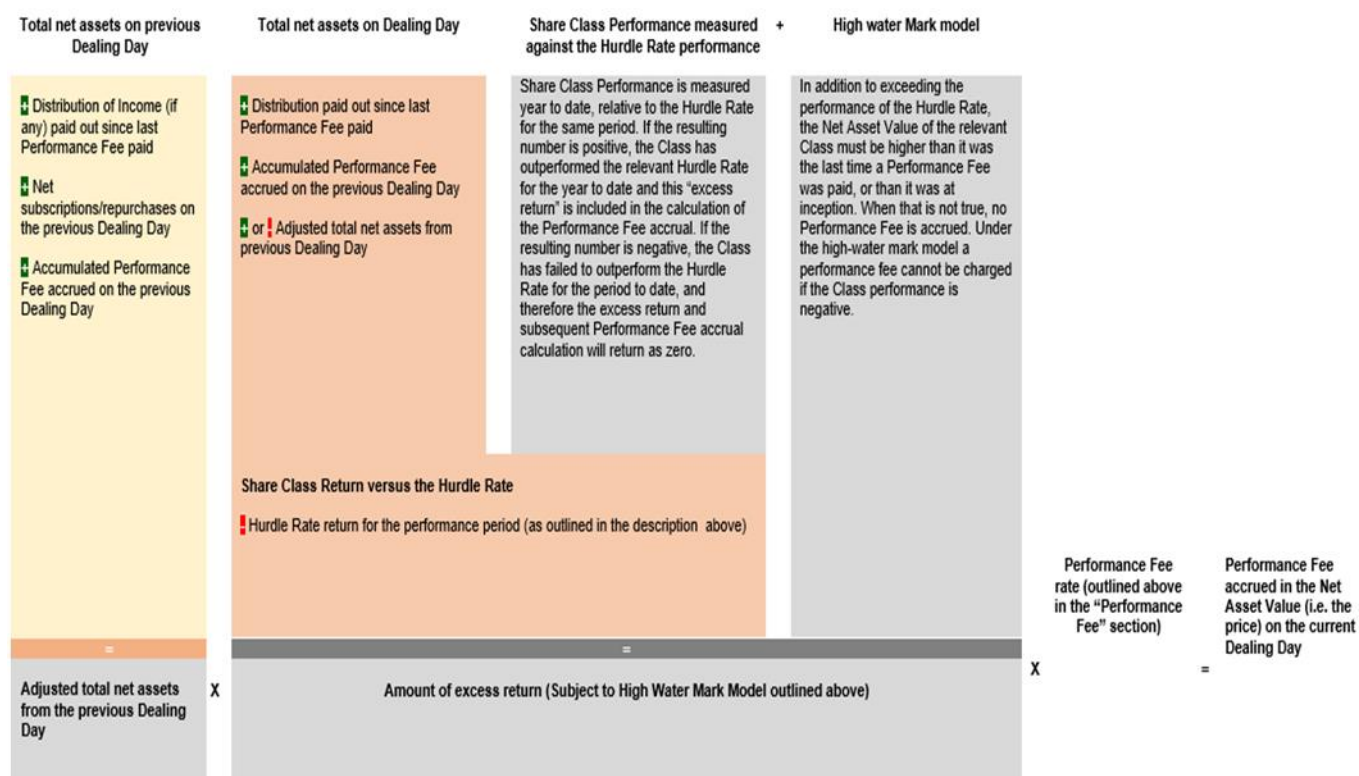 Total net assets on previous
Dealing Day
Total net assets on Dealing Day
Share Class Performance measured
against the Hurdle Rate performance
+
High water Mark model
+ Distribution of Income (if
any) paid out since last
Performance Fee paid
+ Net
subscriptions/repurchases on
the previous Dealing Day
+ Accumulated Performance
Fee accrued on the previous
Dealing Day
+ Distribution paid out since last
Performance Fee paid
+ Accumulated Performance Fee
accrued on the previous Dealing Day
+ or ! Adjusted total net assets from
previous Dealing Day
Share Class Performance is measured
year to date, relative to the Hurdle Rate
for the same period. If the resulting
number is positive, the Class has
outperformed the relevant Hurdle Rate
for the year to date and this “excess
return” is included in the calculation of
the Performance Fee accrual. If the
resulting number is negative, the Class
has failed to outperform the Hurdle
Rate for the period to date, and
therefore the excess return and
subsequent Performance Fee accrual
calculation will return as zero.
In addition to exceeding the
performance of the Hurdle Rate,
the Net Asset Value of the relevant
Class must be higher than it was
the last time a Performance Fee
was paid, or than it was at
inception. When that is not true, no
Performance Fee is accrued. Under
the high-water mark model a
performance fee cannot be charged
if the Class performance is
negative.
Share Class Return versus the Hurdle Rate
! Hurdle Rate return for the performance period (as outlined in the description above)
=
=
Adjusted total net assets
from the previous Dealing
Day
X
Amount of excess return (Subject to High Water Mark Model outlined above)
X
Performance Fee
rate (outlined above
in the “Performance
Fee” section)
=
Performance Fee
accrued in the Net
Asset Value (i.e. the
price) on the current
Dealing Day